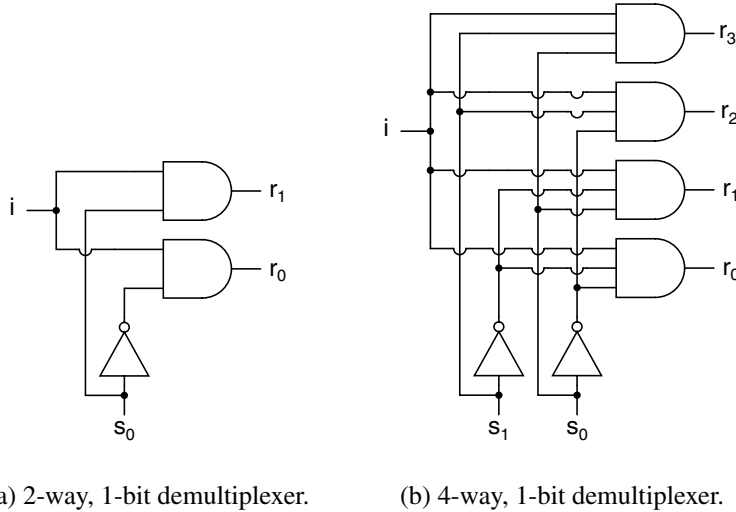 r3
r2
i
r1
i
r1
r0
r0
s0
s1
s0
a) 2-way, 1-bit demultiplexer.
(b) 4-way, 1-bit demultiplexer.